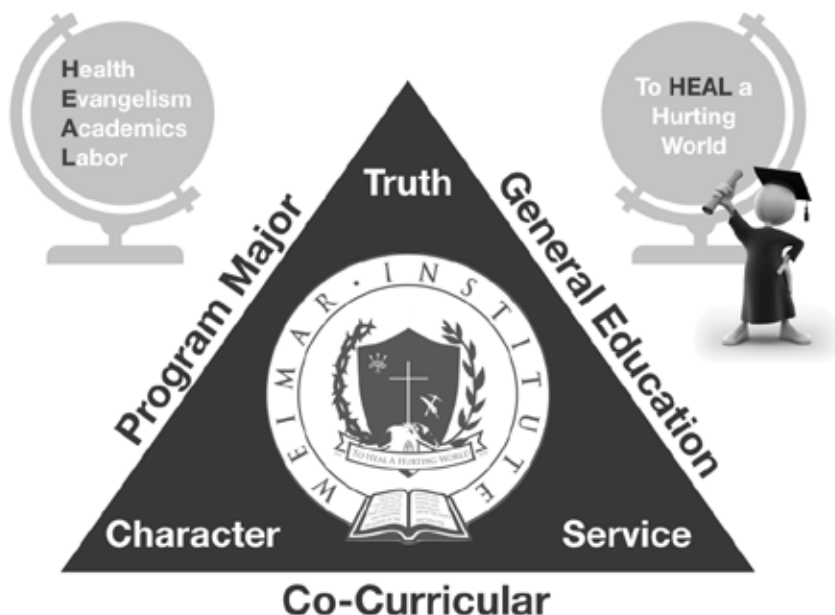 Health
Evangelism
Academics
Labor
To HEAL a
Hurting
World
Truth
Program Major
General Education
WEIMAR · INSTITUTE
TO HEAL A HURTING WORLD
Character
Service
Co-Curricular